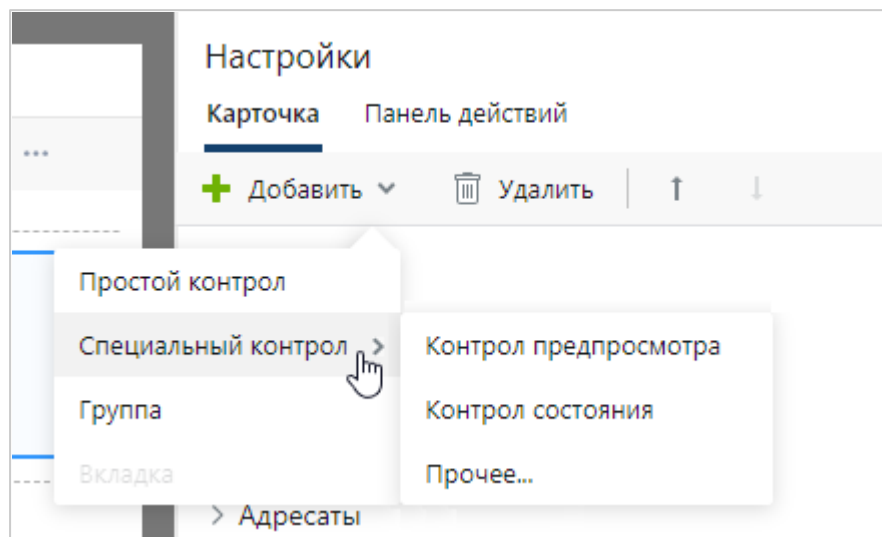 Настройки
Карточка Панель действий
Добавить Удалить
Простой контрол
Специальный контрол
Контрол предпросмотра
Группа
Контрол состояния
Вкладка
Прочее...
Адресаты